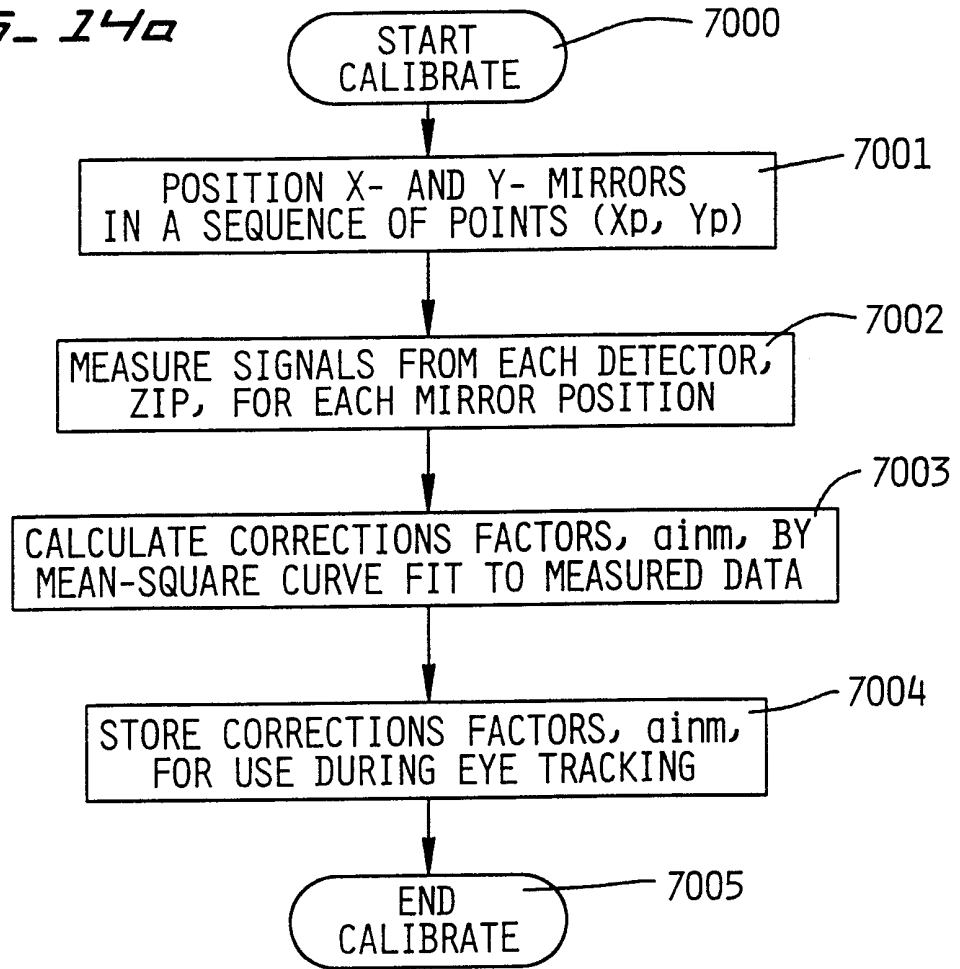 14a
START
CALIBRATE
7000
POSITION X- AND Y- MIRRORS
IN A SEQUENCE OF POINTS (Xp, Yp)
7001
MEASURE SIGNALS FROM EACH DETECTOR,
ZIP, FOR EACH MIRROR POSITION
7002
CALCULATE CORRECTIONS FACTORS, ainm, BY
MEAN-SQUARE CURVE FIT TO MEASURED DATA
7003
STORE CORRECTIONS FACTORS, ainm,
FOR USE DURING EYE TRACKING
7004
END
CALIBRATE
7005